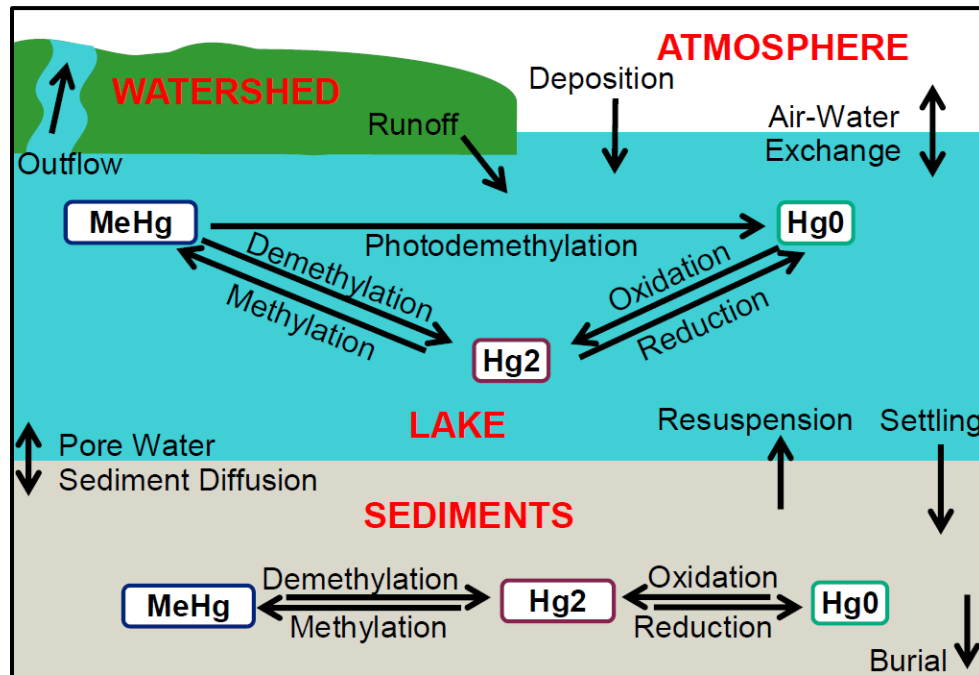 ATMOSPHERE
WATERSHED
Deposition
Runoff
Air-Water
Exchange
Outflow
MeHg
Hg0
Photodemethylation
Demethylation
Methylation
Oxidation
Reduction
Hg2
LAKE
Resuspension
Settling
Pore Water
Sediment Diffusion
SEDIMENTS
Demethylation
Oxidation
MeHg
Hg2
Hg0
Methylation
Reduction
Burial